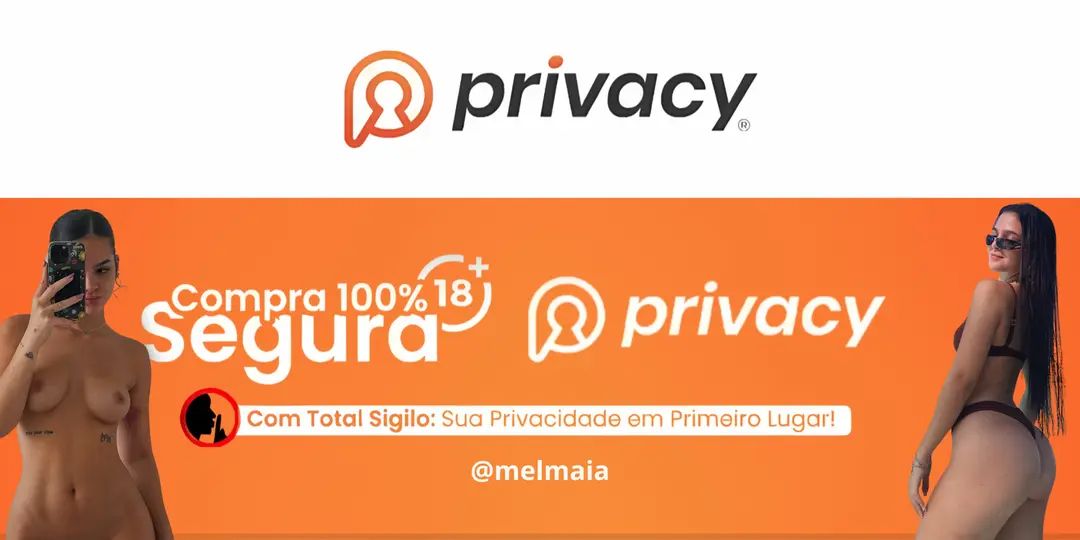 privacy®
Compra 100% 18+
Segura
privacy
Com Total Sigilo: Sua Privacidade em Primeiro Lugar!
@melmaia